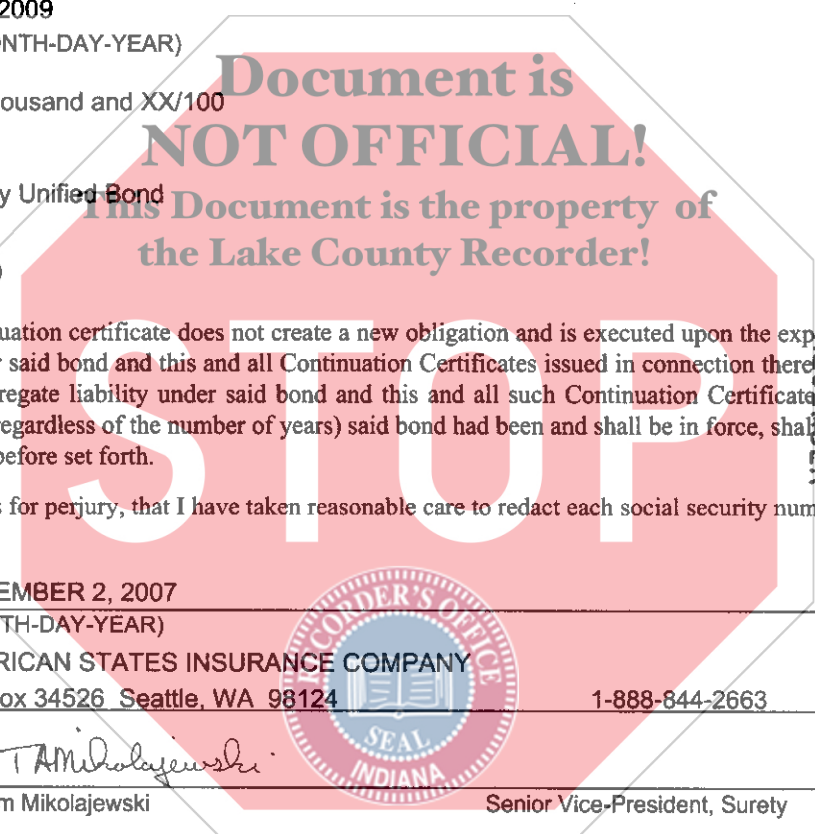 2009
NTH-DAY-YEAR)
Document is
ousand and XX/100
NOT OFFICIAL!
y Unified Bond
This Document is the property of
the Lake County Recorder!
)
uation certificate does not create a new obligation and is executed upon the exp
said bond and this and all Continuation Certificates issued in connection there
regate liability under said bond and this and all such Continuation Certificate
regardless of the number of years) said bond had been and shall be in force, shal
before set forth.
STOP
s for perjury, that I have taken reasonable care to redact each social security num
EMBER 2, 2007
TH-DAY-YEAR)
RICAN STATES INSURANCE COMPANY
ox 34526 Seattle, WA 98124 1-888-844-2663
RECORDER'S OFFICE
SEAL
INDIANA
TAMikolajewski
m Mikolajewski Senior Vice-President, Surety